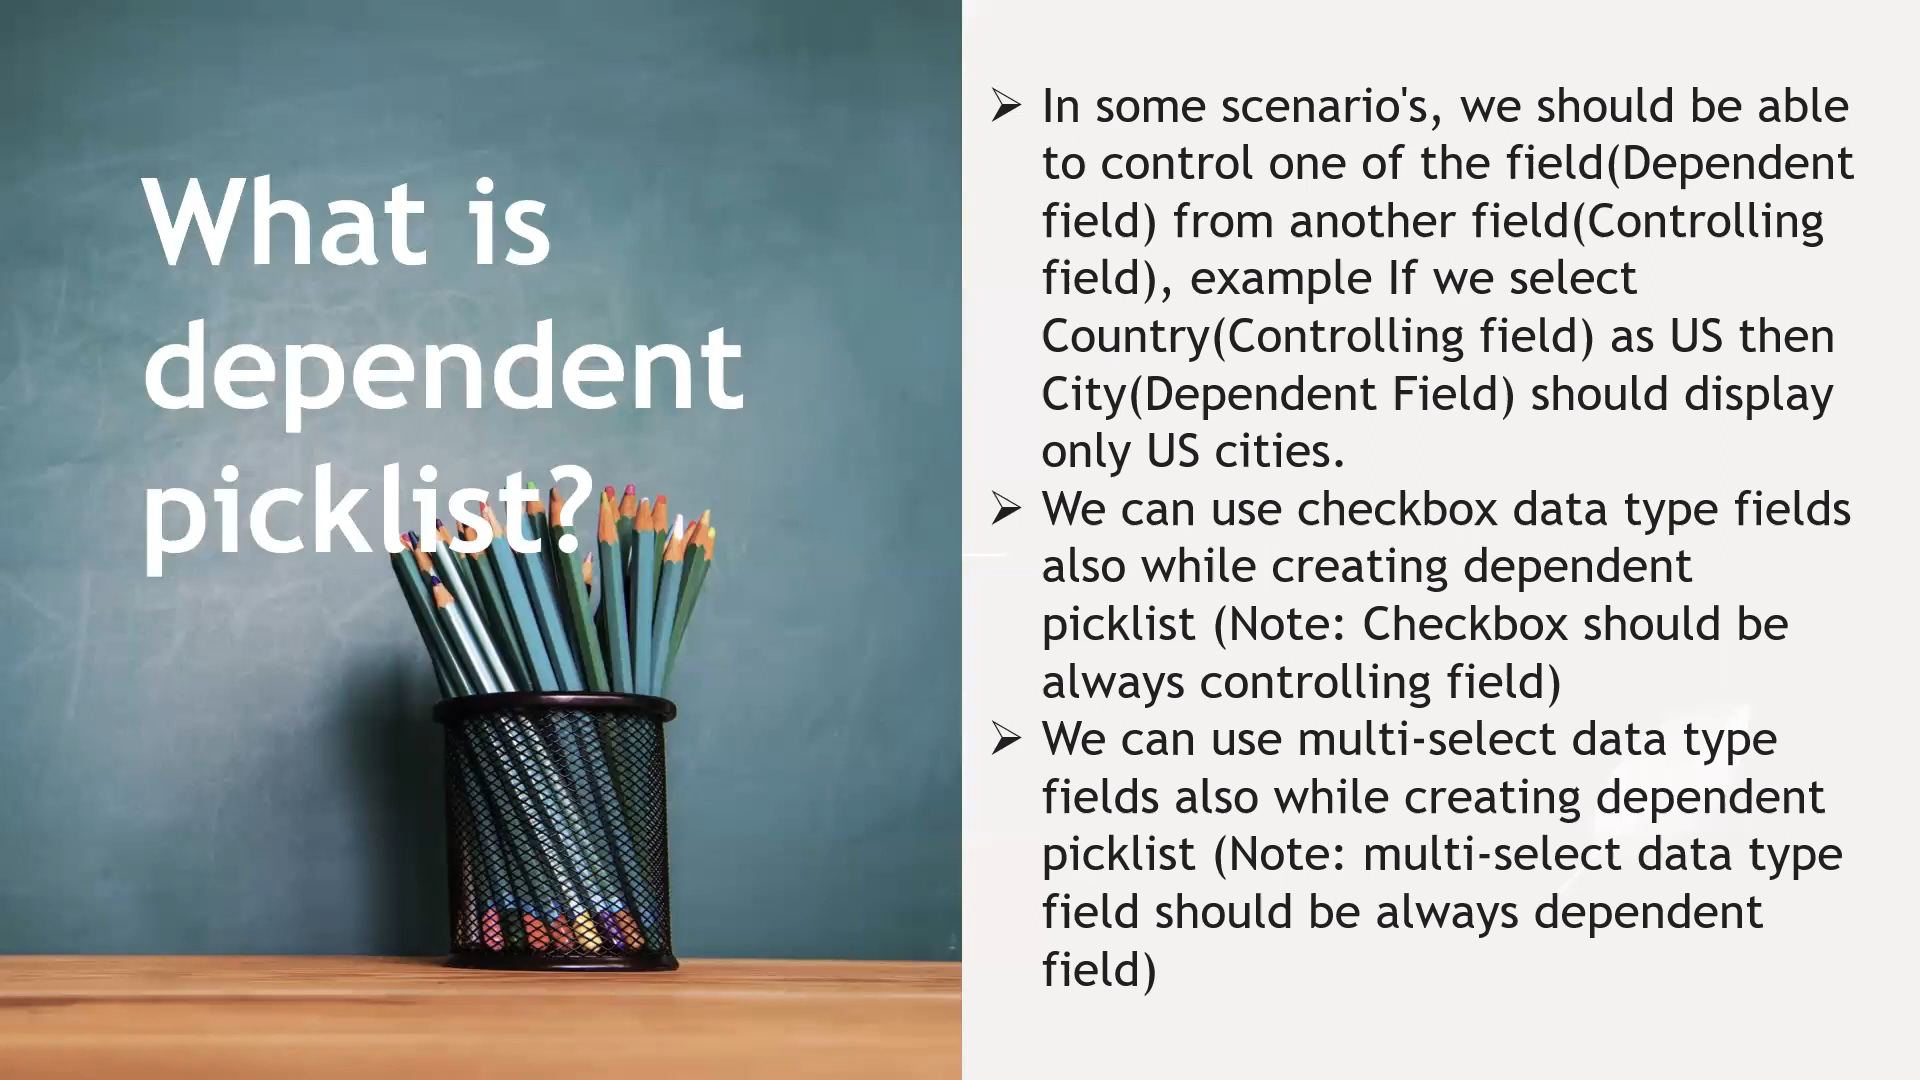 What is
dependent
picklist?
➢ In some scenario's, we should be able
to control one of the field(Dependent
field) from another field(Controlling
field), example If we select
Country(Controlling field) as US then
City(Dependent Field) should display
only US cities.
➢ We can use checkbox data type fields
also while creating dependent
picklist (Note: Checkbox should be
always controlling field)
➢ We can use multi-select data type
fields also while creating dependent
picklist (Note: multi-select data type
field should be always dependent
field)